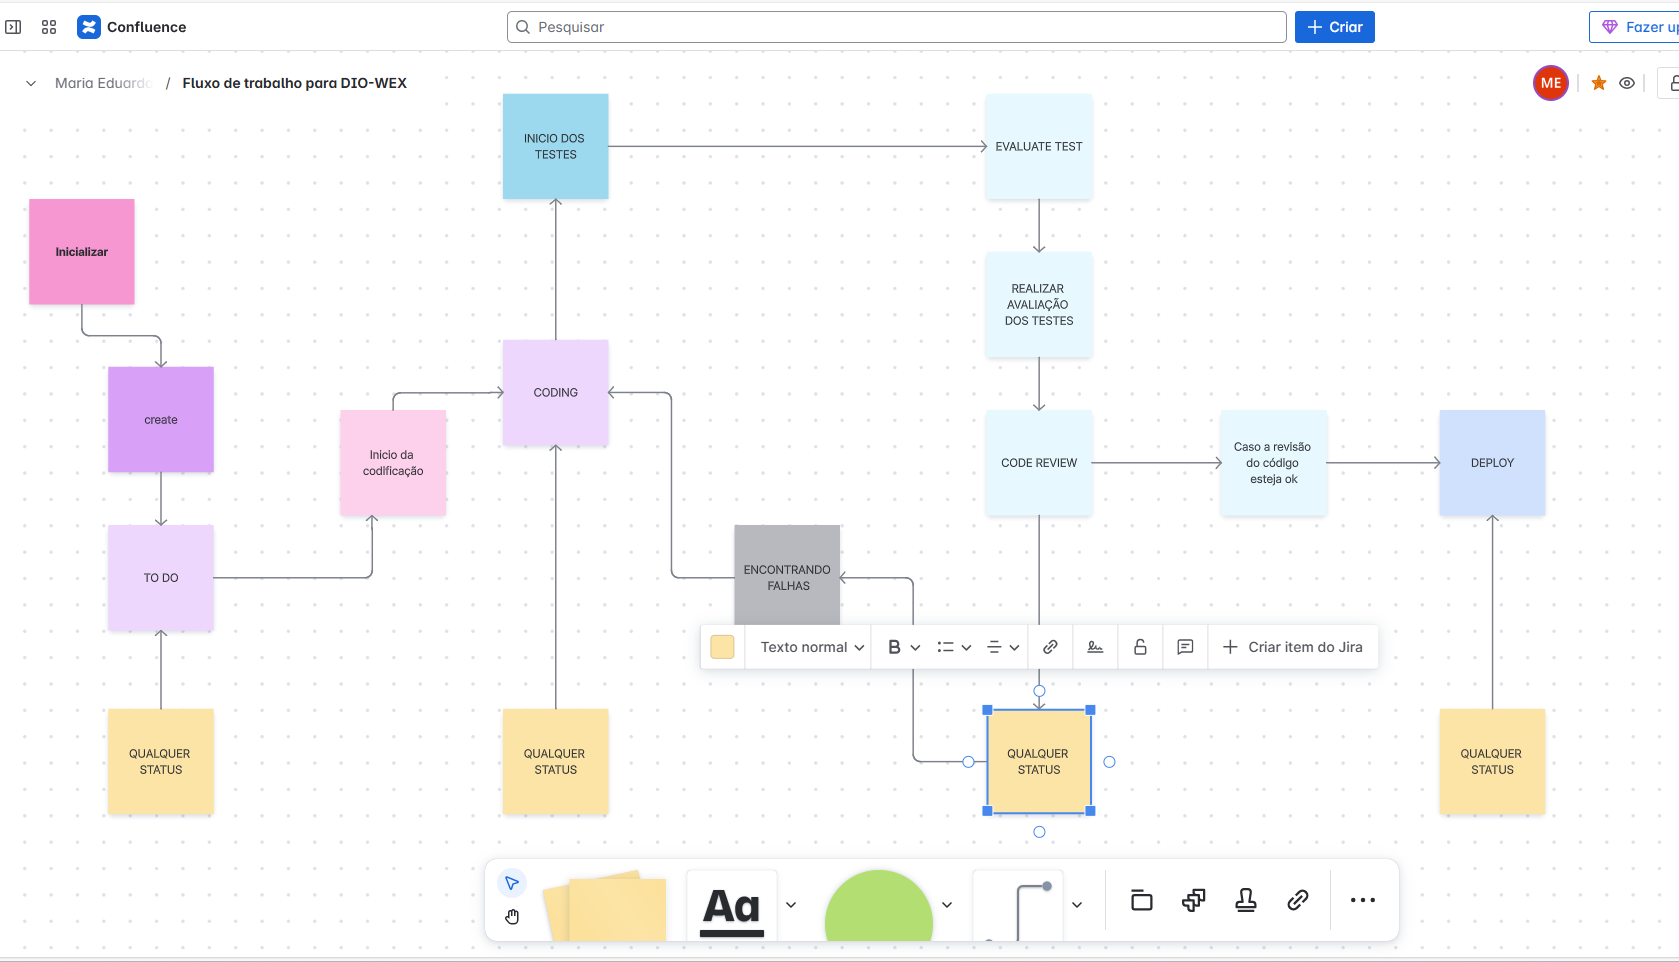 Confluence
Pesquisar
Criar
Fazer
Maria Eduarda
/
Fluxo de trabalho para DIO-WEX
ME
INICIO DOS
TESTES
EVALUATE TEST
Inicializar
REALIZAR
AVALIAÇÃO
DOS TESTES
create
CODING
Inicio da
codificação
CODE REVIEW
Caso a revisão
do código
esteja ok
DEPLOY
TO DO
ENCONTRANDO
FALHAS
Texto normal
B
Criar item do Jira
QUALQUER
STATUS
QUALQUER
STATUS
QUALQUER
STATUS
QUALQUER
STATUS
Aa